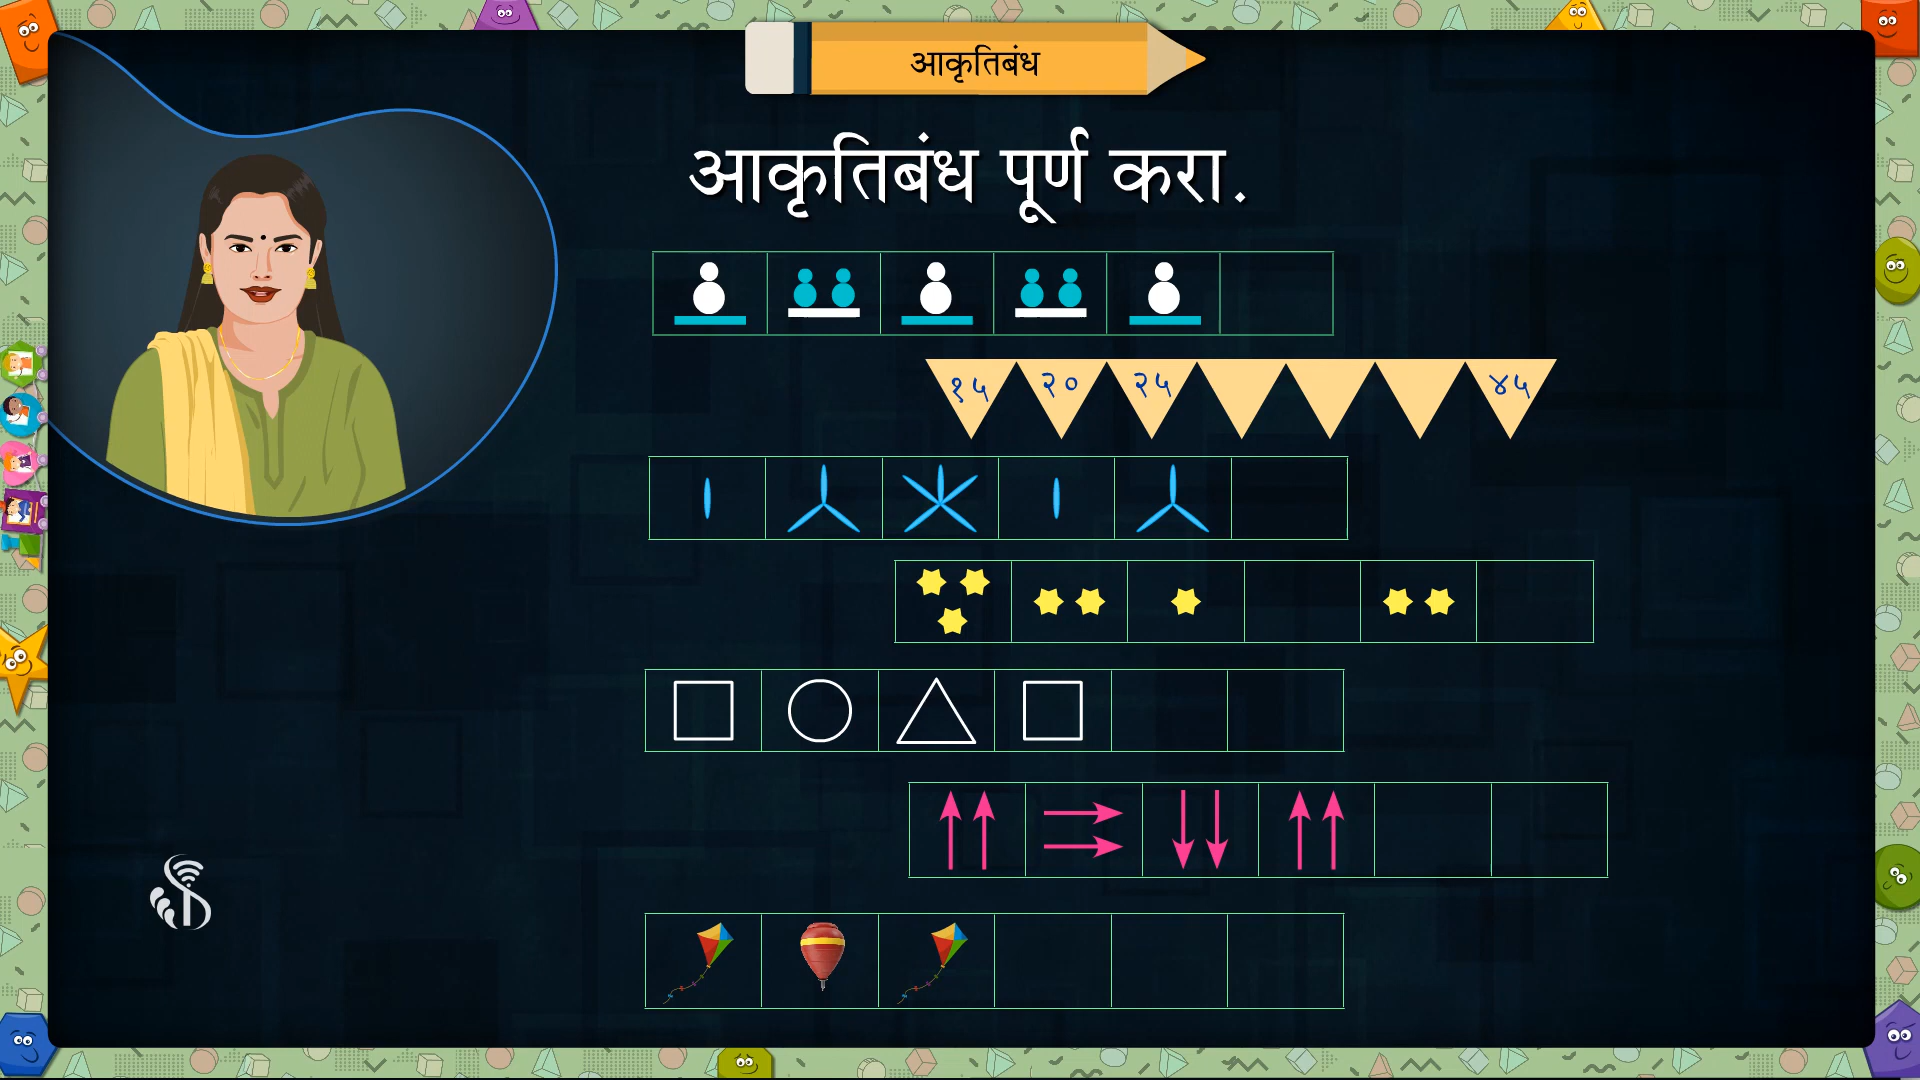 आकृतिबंध
आकृतिबंध पूर्ण करा.
१५ २० २५ ४५